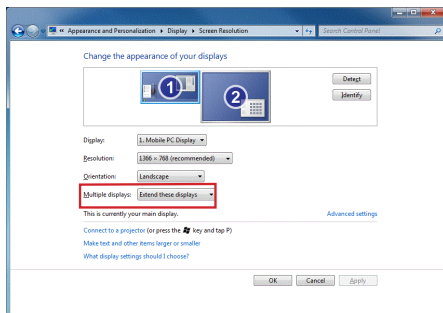 « Appearance and Personalization ▸ Display ▸ Screen Resolution
Search Control Panel
Change the appearance of your displays
1
2
Detect
Identify
Display: 1. Mobile PC Display
Resolution: 1366 × 768 (recommended)
Orientation: Landscape
Multiple displays: Extend these displays
This is currently your main display.
Advanced settings
Connect to a projector (or press the key and tap P)
Make text and other items larger or smaller
What display settings should I choose?
OK Cancel Apply